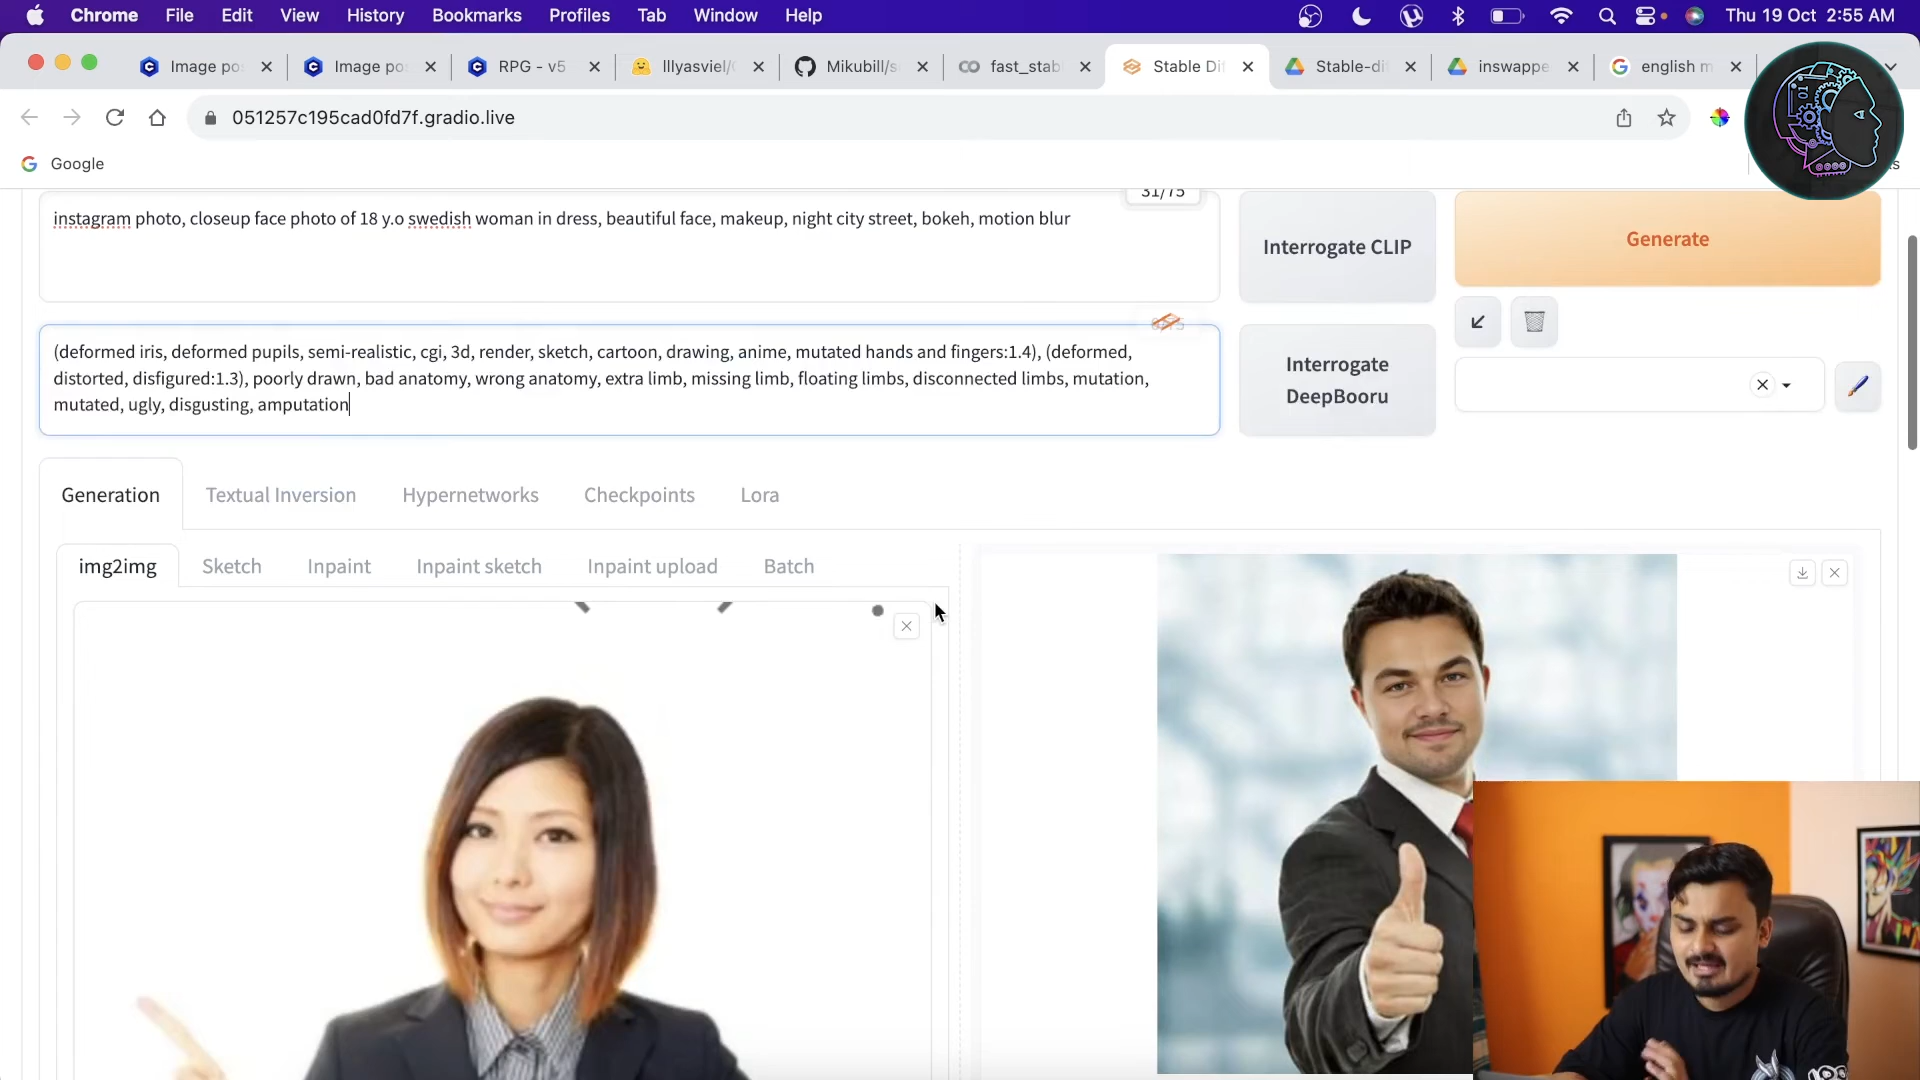 Chrome File Edit View History Bookmarks Profiles Tab Window Help Thu 19 Oct 2:55 AM
Image po Image po RPG - v5 lllyasviel/ Mikubill/s fast_stab Stable Di Stable-di inswappe english m
051257c195cad0fd7f.gradio.live
Google
31/75
instagram photo, closeup face photo of 18 y.o swedish woman in dress, beautiful face, makeup, night city street, bokeh, motion blur
Interrogate CLIP
Generate
(deformed iris, deformed pupils, semi-realistic, cgi, 3d, render, sketch, cartoon, drawing, anime, mutated hands and fingers:1.4), (deformed,
distorted, disfigured:1.3), poorly drawn, bad anatomy, wrong anatomy, extra limb, missing limb, floating limbs, disconnected limbs, mutation,
mutated, ugly, disgusting, amputation
Interrogate
DeepBooru
Generation Textual Inversion Hypernetworks Checkpoints Lora
img2img Sketch Inpaint Inpaint sketch Inpaint upload Batch